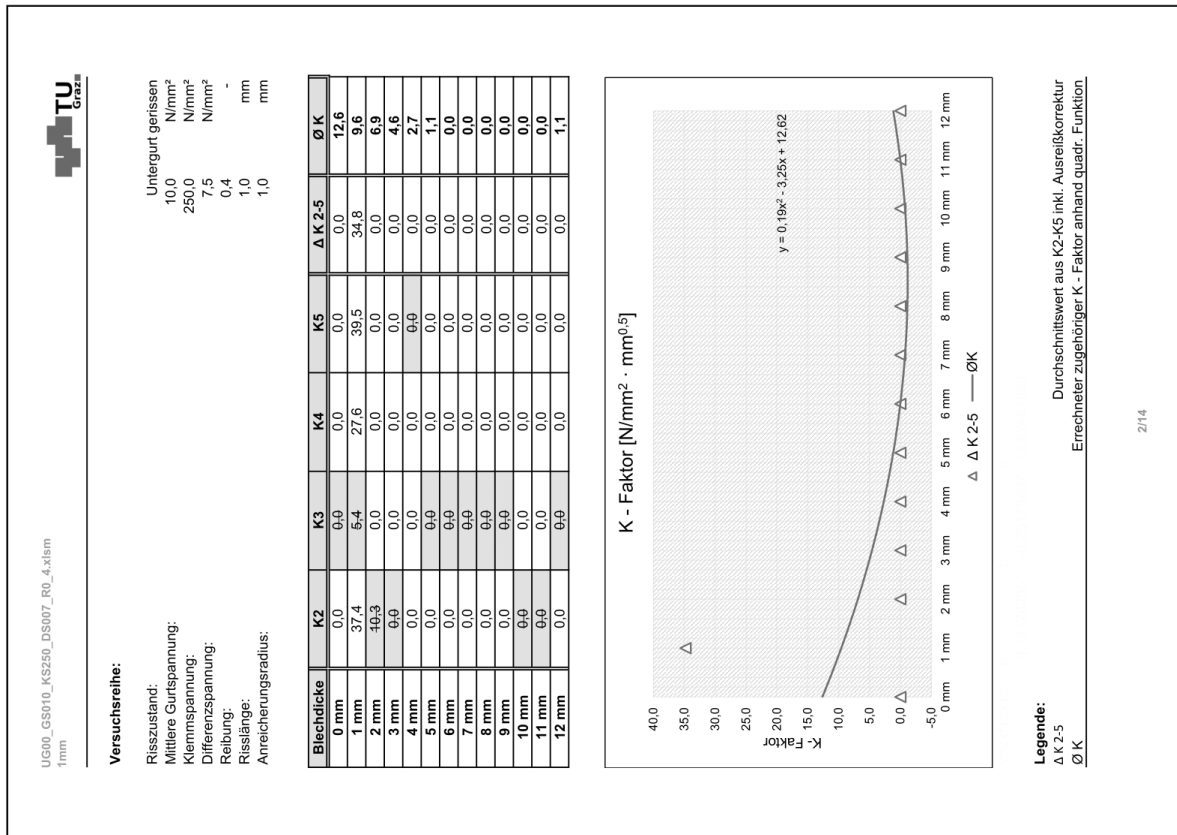 UG00_GS010_KS250_DS007_R0_4.xlsm
1mm
TU
Graz
Versuchsreihe:
Risszustand: Untergurt gerissen
Mittlere Gurtspannung: 10,0 N/mm²
Klemmspannung: 250,0 N/mm²
Differenzspannung: 7,5 N/mm²
Reibung: 0,4 -
Risslänge: 1,0 mm
Anreicherungsradius: 1,0 mm
Blechdicke K2 K3 K4 K5 Δ K 2-5 Ø K
0 mm 0,0 0,0 0,0 0,0 0,0 12,6
1 mm 37,4 5,4 27,6 39,5 34,8 9,6
2 mm 10,3 0,0 0,0 0,0 0,0 6,9
3 mm 0,0 0,0 0,0 0,0 0,0 4,6
4 mm 0,0 0,0 0,0 0,0 0,0 2,7
5 mm 0,0 0,0 0,0 0,0 0,0 1,1
6 mm 0,0 0,0 0,0 0,0 0,0 0,0
7 mm 0,0 0,0 0,0 0,0 0,0 0,0
8 mm 0,0 0,0 0,0 0,0 0,0 0,0
9 mm 0,0 0,0 0,0 0,0 0,0 0,0
10 mm 0,0 0,0 0,0 0,0 0,0 0,0
11 mm 0,0 0,0 0,0 0,0 0,0 0,0
12 mm 0,0 0,0 0,0 0,0 0,0 1,1
K - Faktor [N/mm² · mm⁰·⁵]
K- Faktor
40,0
35,0
30,0
25,0
20,0
15,0
10,0
5,0
0,0
-5,0
y = 0,19x² - 3,25x + 12,62
0 mm 1 mm 2 mm 3 mm 4 mm 5 mm 6 mm 7 mm 8 mm 9 mm 10 mm 11 mm 12 mm
Δ K 2-5 ØK
Legende:
Δ K 2-5 Durchschnittswert aus K2-K5 inkl. Ausreißkorrektur
Ø K Errechneter zugehöriger K - Faktor anhand quadr. Funktion
2/14